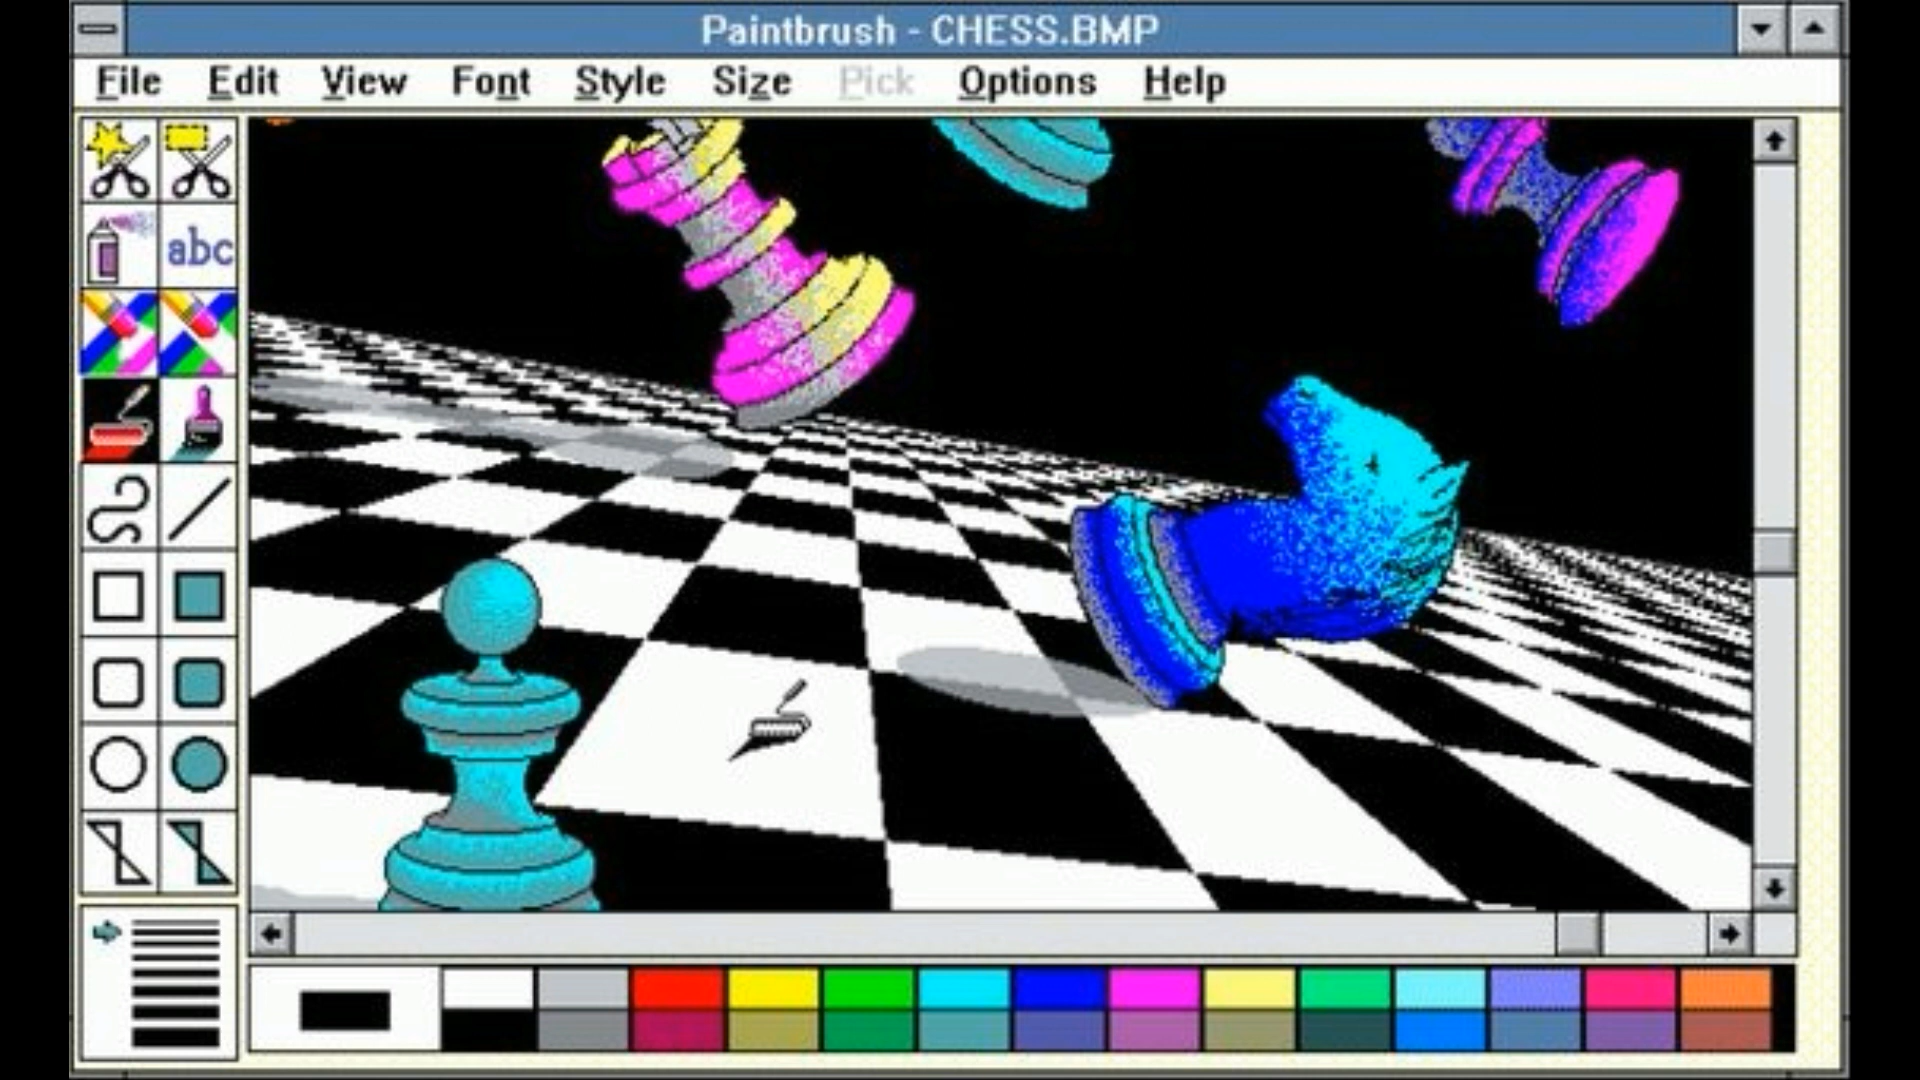 Paintbrush - CHESS.BMP
File Edit View Font Style Size Pick Options Help
abc